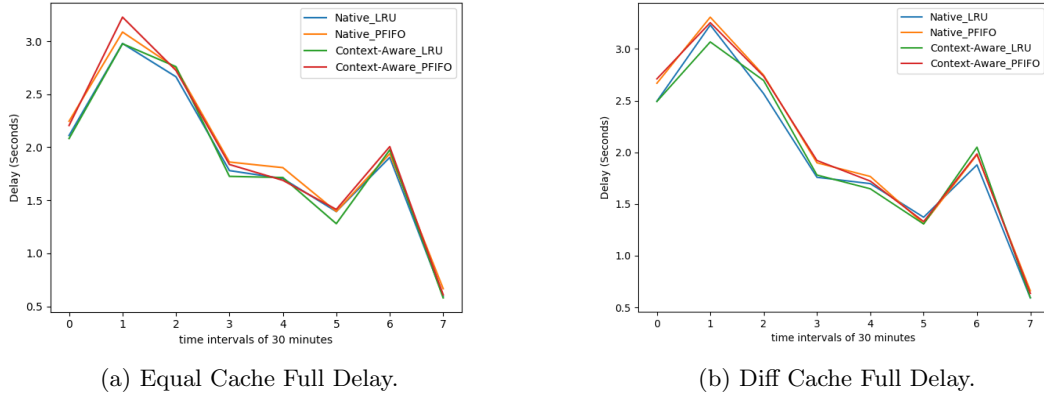 Native_LRU
Native_PFIFO
Context-Aware_LRU
Context-Aware_PFIFO
Delay (Seconds)
3.0
2.5
2.0
1.5
1.0
0.5
0 1 2 3 4 5 6 7
time intervals of 30 minutes
(a) Equal Cache Full Delay.
Native_LRU
Native_PFIFO
Context-Aware_LRU
Context-Aware_PFIFO
Delay (Seconds)
3.0
2.5
2.0
1.5
1.0
0.5
0 1 2 3 4 5 6 7
time intervals of 30 minutes
(b) Diff Cache Full Delay.